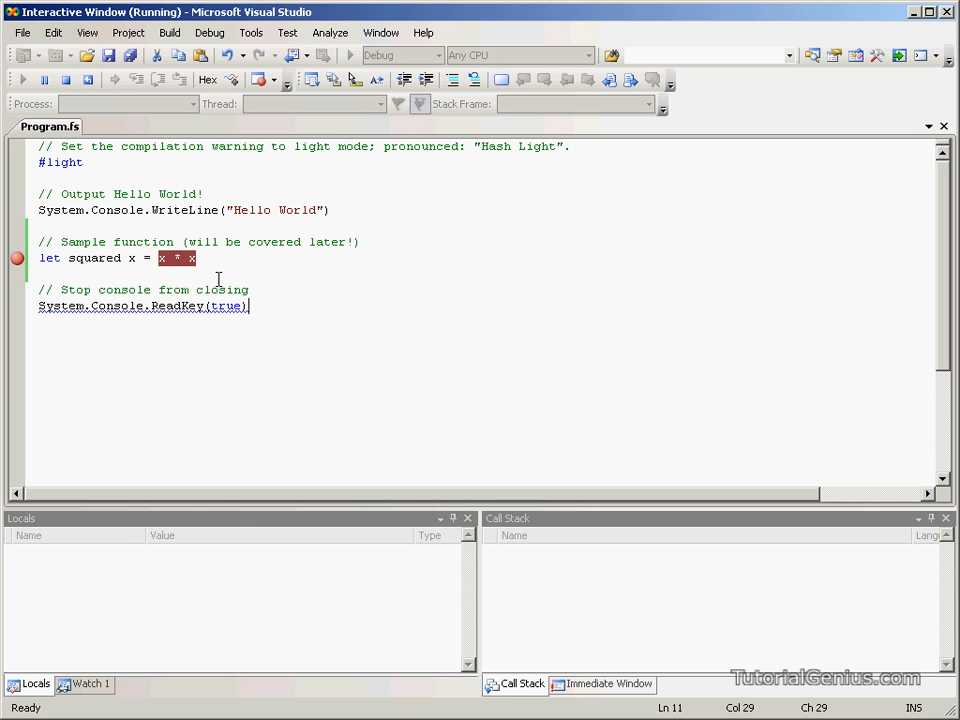 Interactive Window (Running) - Microsoft Visual Studio
File Edit View Project Build Debug Tools Test Analyze Window Help
Debug Any CPU
Hex
Process: Thread: Stack Frame:
Program.fs
// Set the compilation warning to light mode; pronounced: "Hash Light".
#light
// Output Hello World!
System.Console.WriteLine("Hello World")
// Sample function (will be covered later!)
let squared x = x * x
// Stop console from closing
System.Console.ReadKey(true)
Locals Call Stack
Name Value Type Name Langu
Locals Watch 1 Call Stack Immediate Window
TutorialGenius.com
Ready Ln 11 Col 29 Ch 29 INS